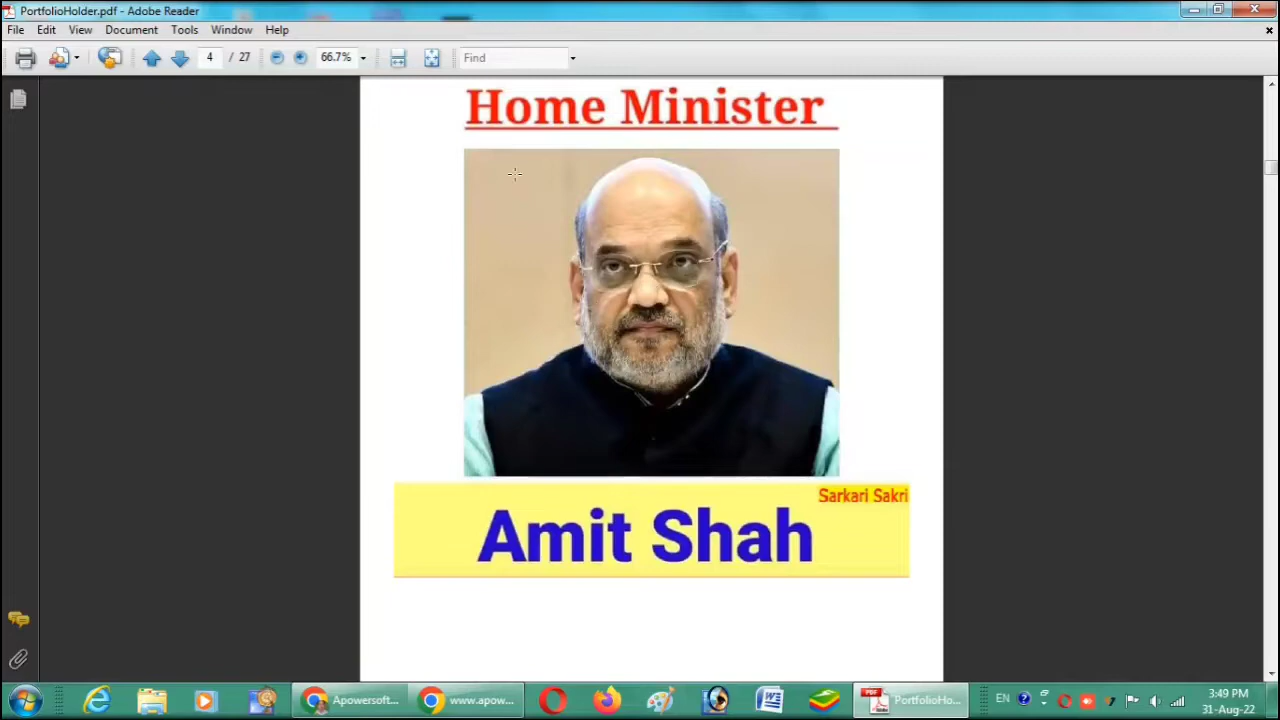 PortfolioHolder.pdf - Adobe Reader
File Edit View Document Tools Window Help
4 / 27 66.7% Find
Home Minister
Sarkari Sakri
Amit Shah
Apowersoft... www.apow... PortfolioHo... EN 3:49 PM
31-Aug-22